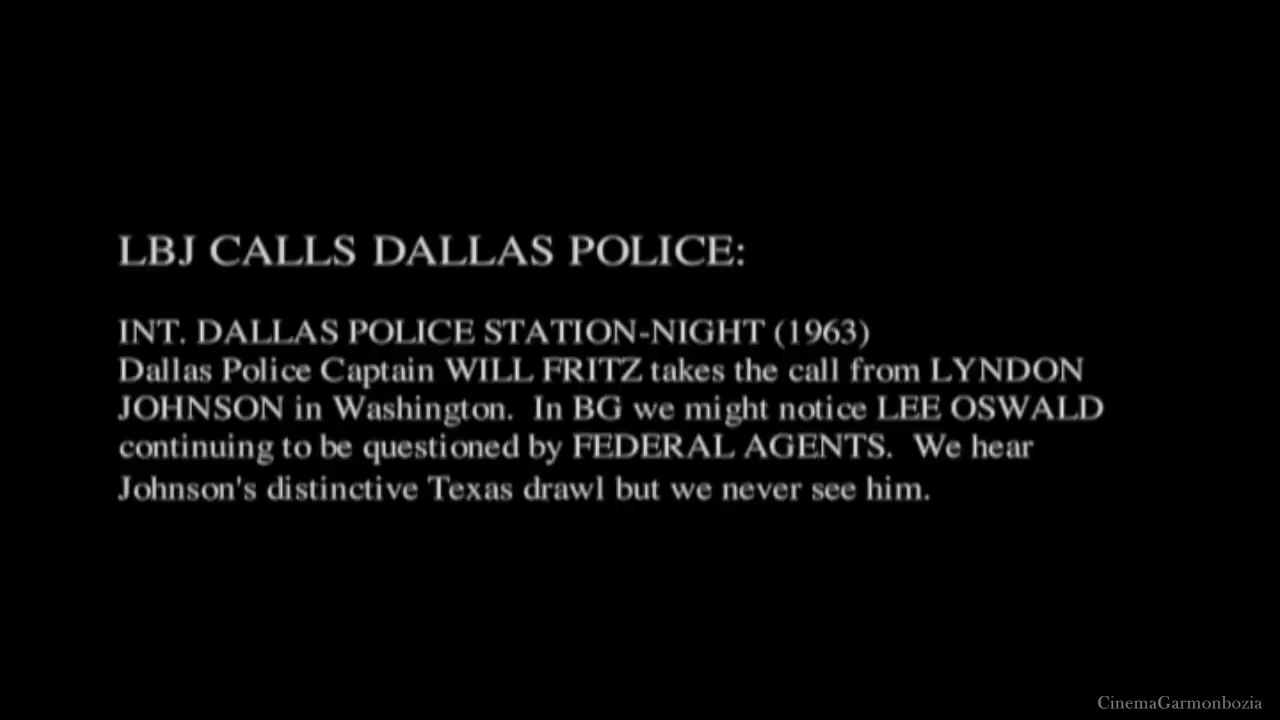 LBJ CALLS DALLAS POLICE:
INT. DALLAS POLICE STATION-NIGHT (1963)
Dallas Police Captain WILL FRITZ takes the call from LYNDON
JOHNSON in Washington.  In BG we might notice LEE OSWALD
continuing to be questioned by FEDERAL AGENTS.  We hear
Johnson's distinctive Texas drawl but we never see him.
CinemaGarmonbozia